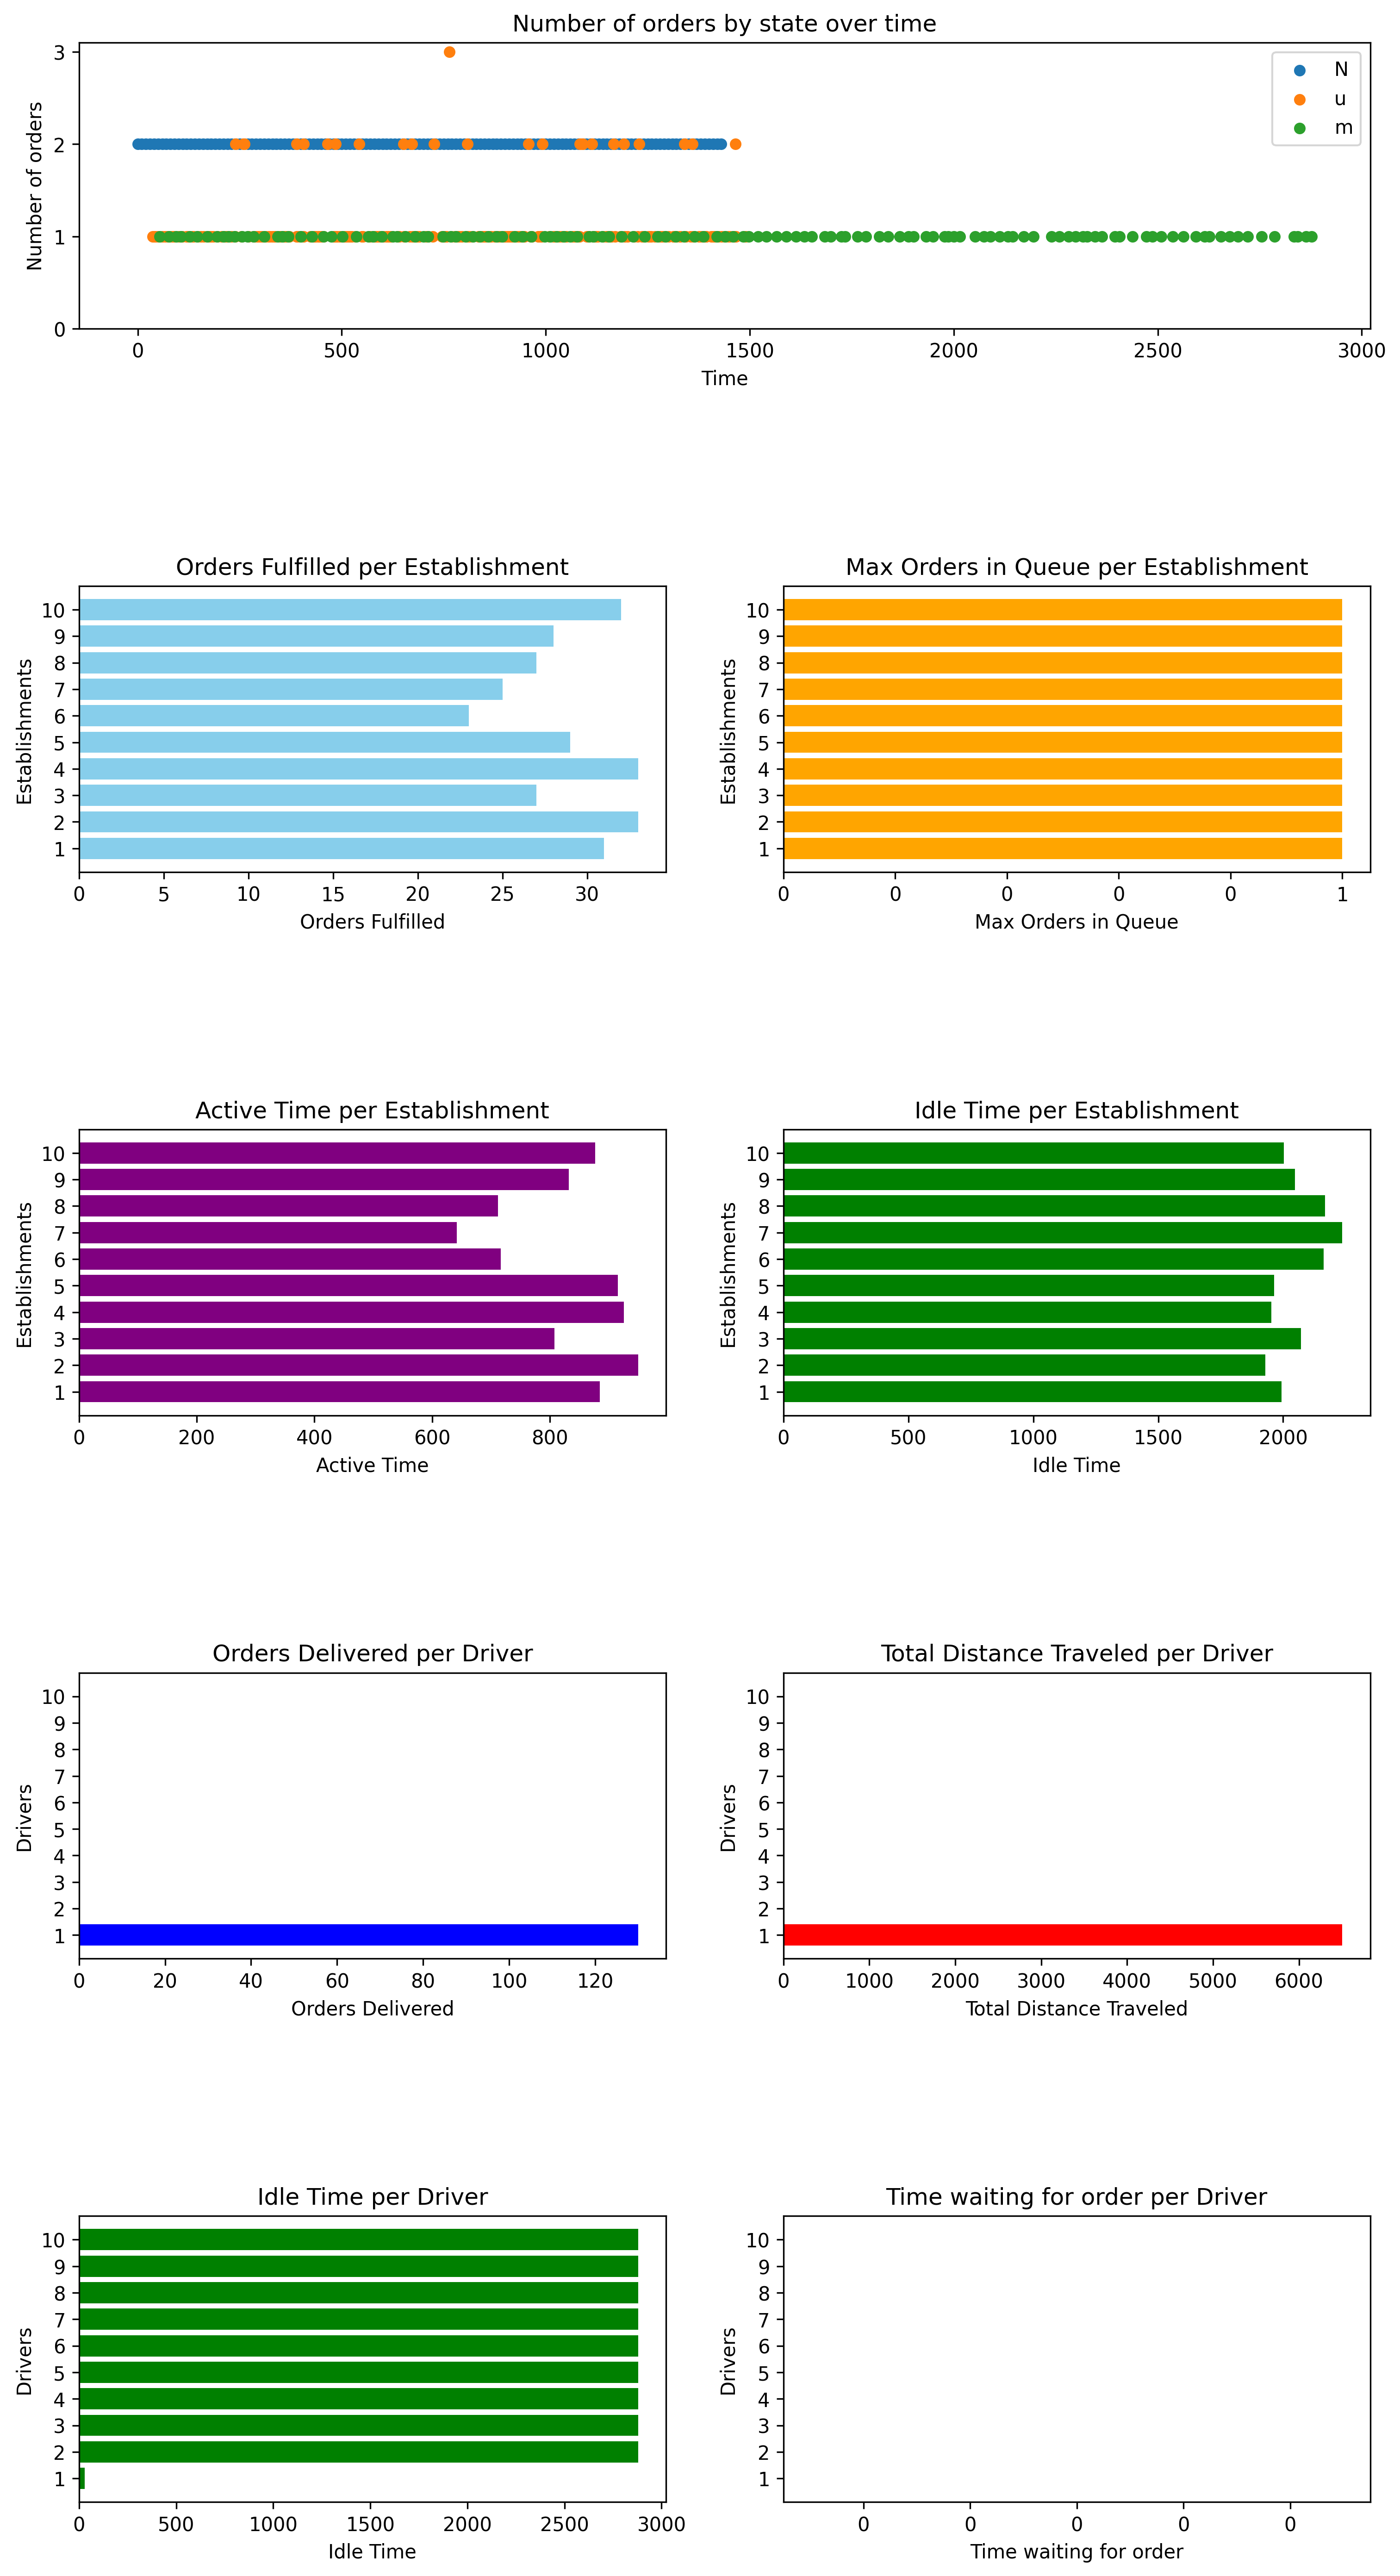 Number of orders by state over time
Number of orders
3
2
1
0
N
u
m
0 500 1000 1500 2000 2500 3000
Time
Orders Fulfilled per Establishment
Establishments
10
9
8
7
6
5
4
3
2
1
0 5 10 15 20 25 30
Orders Fulfilled
Max Orders in Queue per Establishment
Establishments
10
9
8
7
6
5
4
3
2
1
0 0 0 0 0 1
Max Orders in Queue
Active Time per Establishment
Establishments
10
9
8
7
6
5
4
3
2
1
0 200 400 600 800
Active Time
Idle Time per Establishment
Establishments
10
9
8
7
6
5
4
3
2
1
0 500 1000 1500 2000
Idle Time
Orders Delivered per Driver
Drivers
10
9
8
7
6
5
4
3
2
1
0 20 40 60 80 100 120
Orders Delivered
Total Distance Traveled per Driver
Drivers
10
9
8
7
6
5
4
3
2
1
0 1000 2000 3000 4000 5000 6000
Total Distance Traveled
Idle Time per Driver
Drivers
10
9
8
7
6
5
4
3
2
1
0 500 1000 1500 2000 2500 3000
Idle Time
Time waiting for order per Driver
Drivers
10
9
8
7
6
5
4
3
2
1
0 0 0 0 0
Time waiting for order